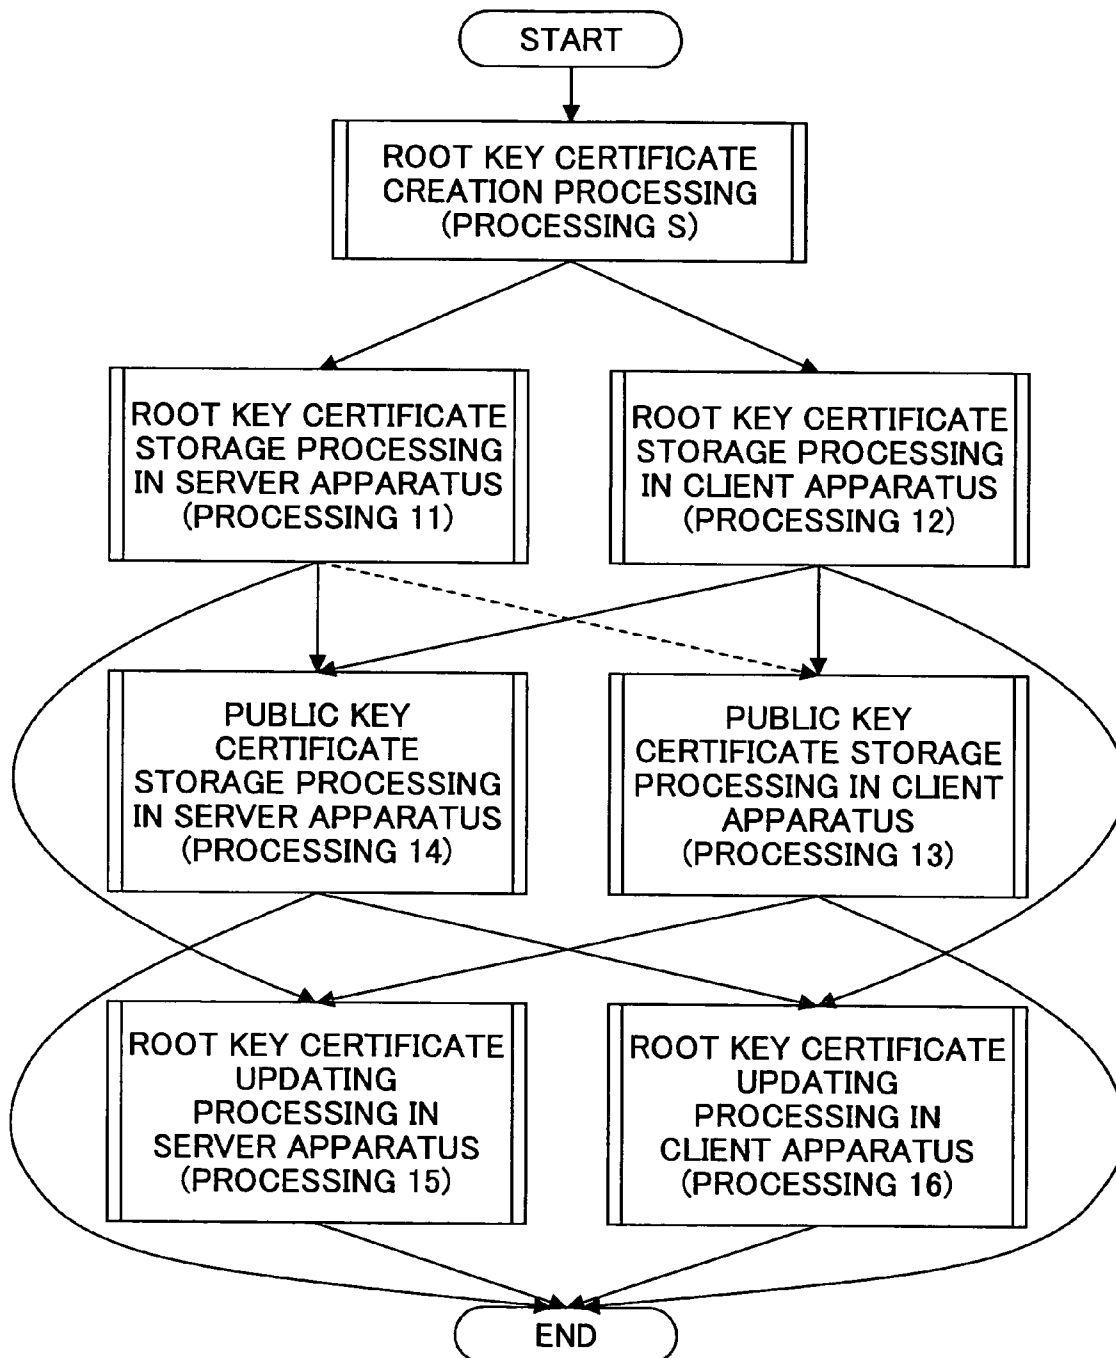 START
ROOT KEY CERTIFICATE
CREATION PROCESSING
(PROCESSING S)
ROOT KEY CERTIFICATE
STORAGE PROCESSING
IN SERVER APPARATUS
(PROCESSING 11)
ROOT KEY CERTIFICATE
STORAGE PROCESSING
IN CLIENT APPARATUS
(PROCESSING 12)
PUBLIC KEY
CERTIFICATE
STORAGE PROCESSING
IN SERVER APPARATUS
(PROCESSING 14)
PUBLIC KEY
CERTIFICATE STORAGE
PROCESSING IN CLIENT
APPARATUS
(PROCESSING 13)
ROOT KEY CERTIFICATE
UPDATING
PROCESSING IN
SERVER APPARATUS
(PROCESSING 15)
ROOT KEY CERTIFICATE
UPDATING
PROCESSING IN
CLIENT APPARATUS
(PROCESSING 16)
END